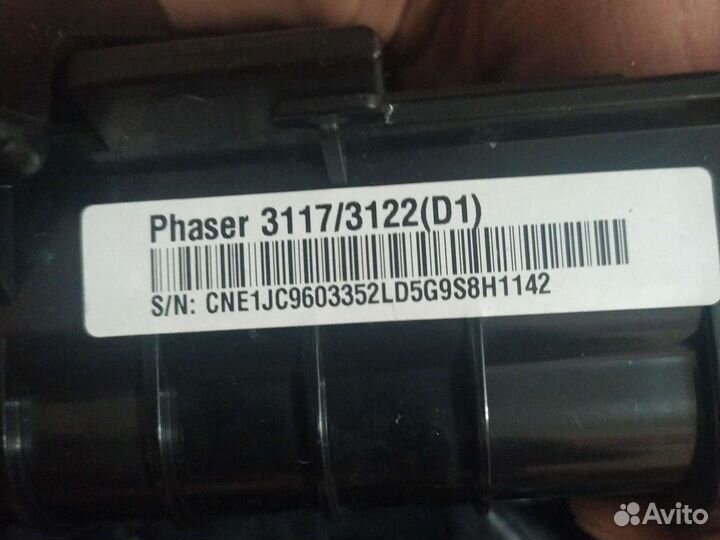 Phaser 3117/3122(D1)
S/N: CNE1JC9603352LD5G9S8H1142
Avito